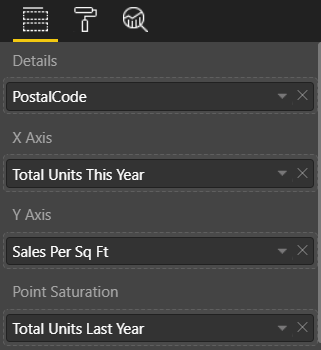 Details
PostalCode
X Axis
Total Units This Year
Y Axis
Sales Per Sq Ft
Point Saturation
Total Units Last Year